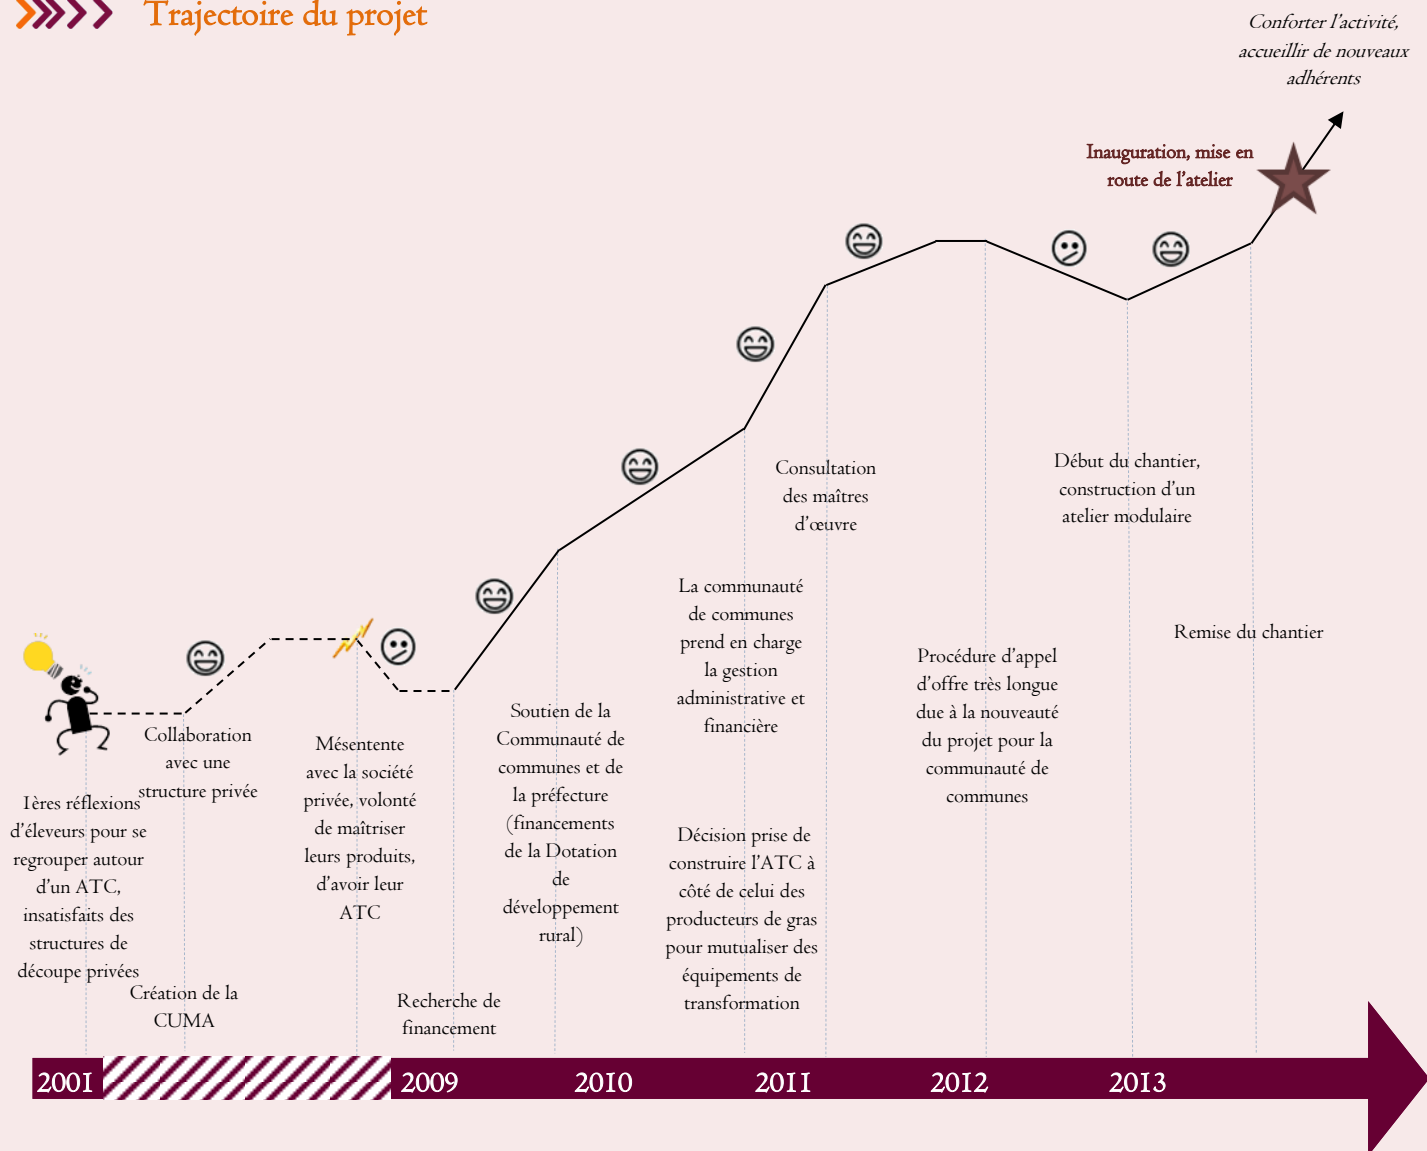 Trajectoire du projet
Conforter l'activité,
accueillir de nouveaux
adhérents
Inauguration, mise en
route de l'atelier
1ères réflexions
d'éleveurs pour se
regrouper autour
d'un ATC,
insatisfaits des
structures de
découpe privées
Collaboration
avec une
structure privée
Création de la
CUMA
Mésentente
avec la société
privée, volonté
de maîtriser
leurs produits,
d'avoir leur
ATC
Recherche de
financement
Soutien de la
Communauté de
communes et de
la préfecture
(financements
de la Dotation
de
développement
rural)
La communauté
de communes
prend en charge
la gestion
administrative et
financière
Décision prise de
construire l'ATC à
côté de celui des
producteurs de gras
pour mutualiser des
équipements de
transformation
Consultation
des maîtres
d'œuvre
Procédure d'appel
d'offre très longue
due à la nouveauté
du projet pour la
communauté de
communes
Début du chantier,
construction d'un
atelier modulaire
Remise du chantier
2001
2009
2010
2011
2012
2013